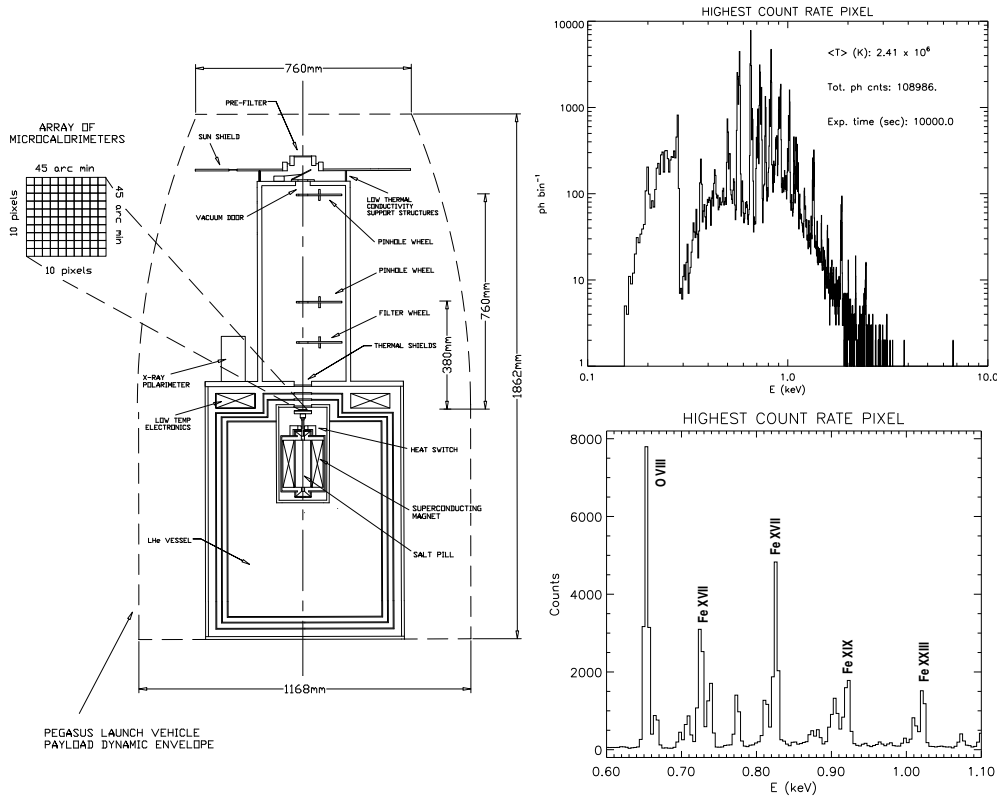 760mm
PRE-FILTER
ARRAY OF
MICROCALORIMETERS
SUN SHIELD
45 arc min
45 arc min
10 pixels
10 pixels
VACUUM DOOR
LOW THERMAL
CONDUCTIVITY
SUPPORT STRUCTURES
PINHOLE WHEEL
PINHOLE WHEEL
FILTER WHEEL
THERMAL SHIELDS
760mm
380mm
1862mm
X-RAY
POLARIMETER
LOW TEMP
ELECTRONICS
HEAT SWITCH
SUPERCONDUCTING
MAGNET
SALT PILL
LHe VESSEL
1168mm
PEGASUS LAUNCH VEHICLE
PAYLOAD DYNAMIC ENVELOPE
HIGHEST COUNT RATE PIXEL
<T> (K): 2.41 x 10⁶
Tot. ph cnts: 108986.
Exp. time (sec): 10000.0
ph bin⁻¹
10000
1000
100
10
1
0.1 1.0 10.0
E (keV)
HIGHEST COUNT RATE PIXEL
Counts
8000
6000
4000
2000
0
O VIII
Fe XVII
Fe XVII
Fe XIX
Fe XXIII
0.60 0.70 0.80 0.90 1.00 1.10
E (keV)